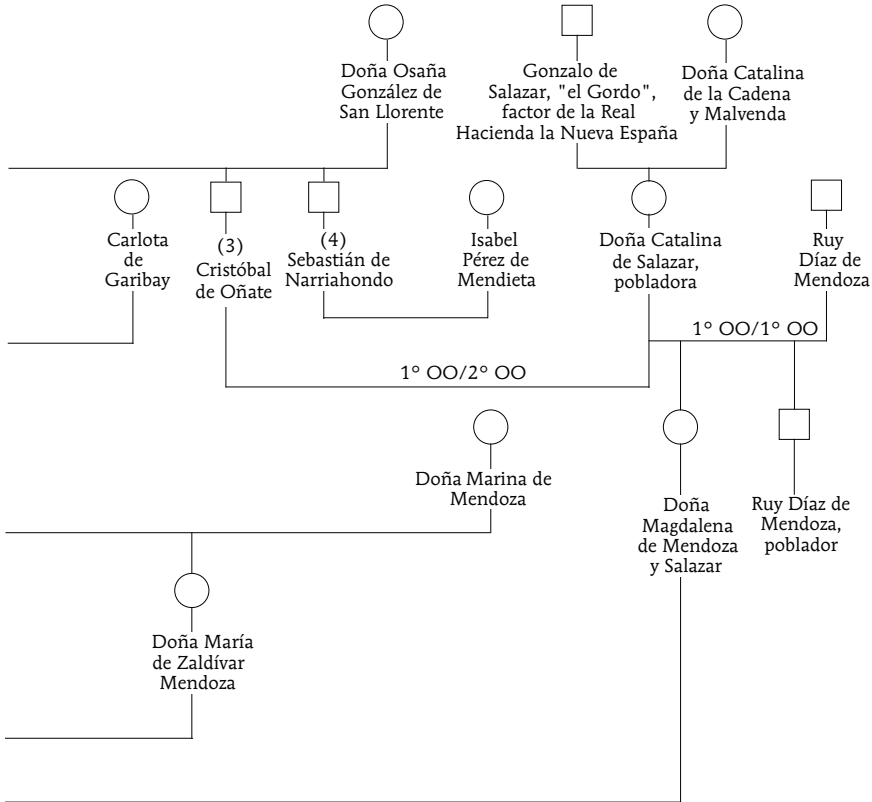 Doña Osaña
González de
San Llorente
Gonzalo de
Salazar, "el Gordo",
factor de la Real
Hacienda la Nueva España
Doña Catalina
de la Cadena
y Malvenda
Carlota
de
Garibay
(3)
Cristóbal
de Oñate
(4)
Sebastián de
Narriahondo
Isabel
Pérez de
Mendieta
Doña Catalina
de Salazar,
pobladora
Ruy
Díaz de
Mendoza
1° OO/1° OO
1° OO/2° OO
Doña Marina de
Mendoza
Doña
Magdalena
de Mendoza
y Salazar
Ruy Díaz de
Mendoza,
poblador
Doña María
de Zaldívar
Mendoza